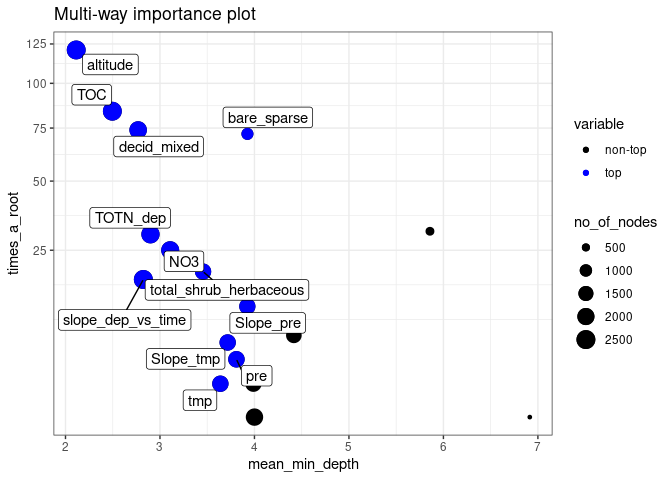 Multi-way importance plot
125
100
75
50
25
times_a_root
altitude
TOC
decid_mixed
bare_sparse
TOTN_dep
NO3
total_shrub_herbaceous
slope_dep_vs_time
Slope_pre
Slope_tmp
pre
tmp
2 3 4 5 6 7
mean_min_depth
variable
non-top
top
no_of_nodes
500
1000
1500
2000
2500